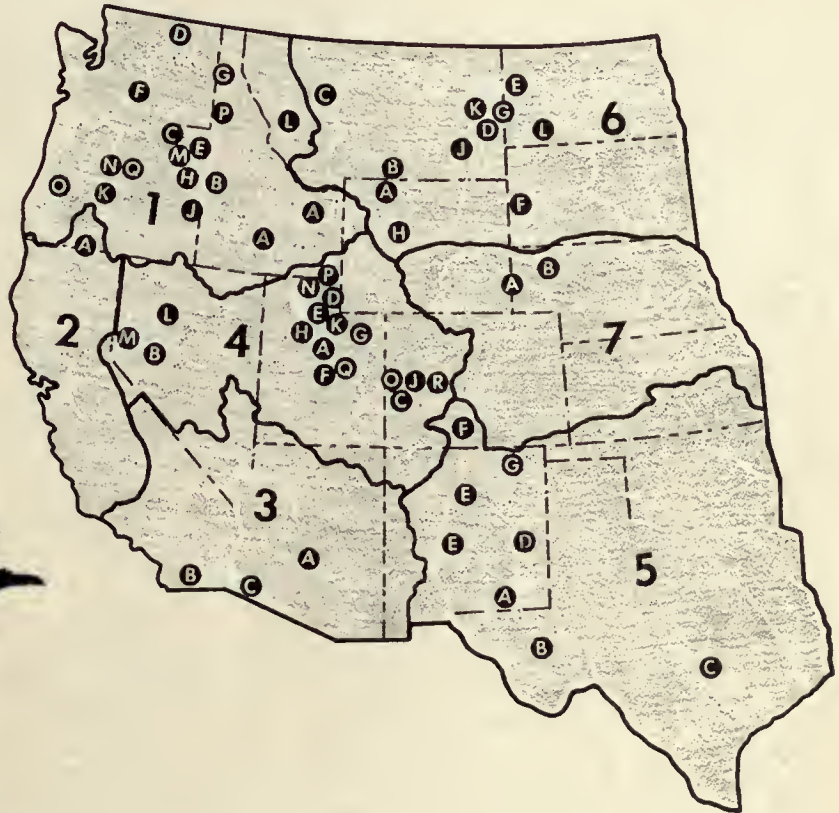 D
F G C E
P K G
L D L 6
C J
M E
N Q H B B
O K A F
1 J A H
A
A
P B
N A
D
2 L E K
M 4 H G 7
B A
F Q O J R
C
F
G
3 E
A E D 5
B C A
B
C